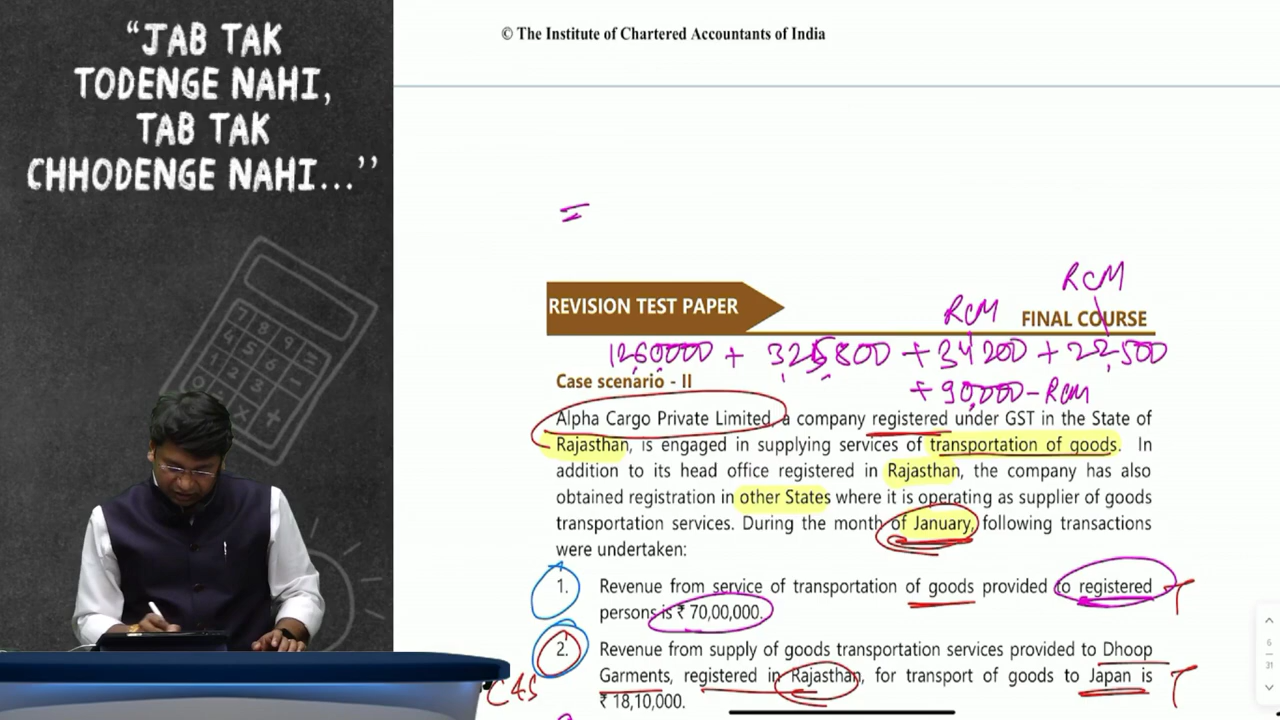 “JAB TAK
TODENGE NAHI,
TAB TAK
CHHODENGE NAHI...’’
© The Institute of Chartered Accountants of India
=
RCM
RCM
REVISION TEST PAPER
FINAL COURSE
1260000 + 325800 + 34200 + 22500
+ 90,000 - RCM
Case scenario - II
Alpha Cargo Private Limited, a company registered under GST in the State of
Rajasthan, is engaged in supplying services of transportation of goods. In
addition to its head office registered in Rajasthan, the company has also
obtained registration in other States where it is operating as supplier of goods
transportation services. During the month of January, following transactions
were undertaken:
1. Revenue from service of transportation of goods provided to registered T
persons is ₹ 70,00,000.
2. Revenue from supply of goods transportation services provided to Dhoop
Garments, registered in Rajasthan, for transport of goods to Japan is T
₹ 18,10,000.